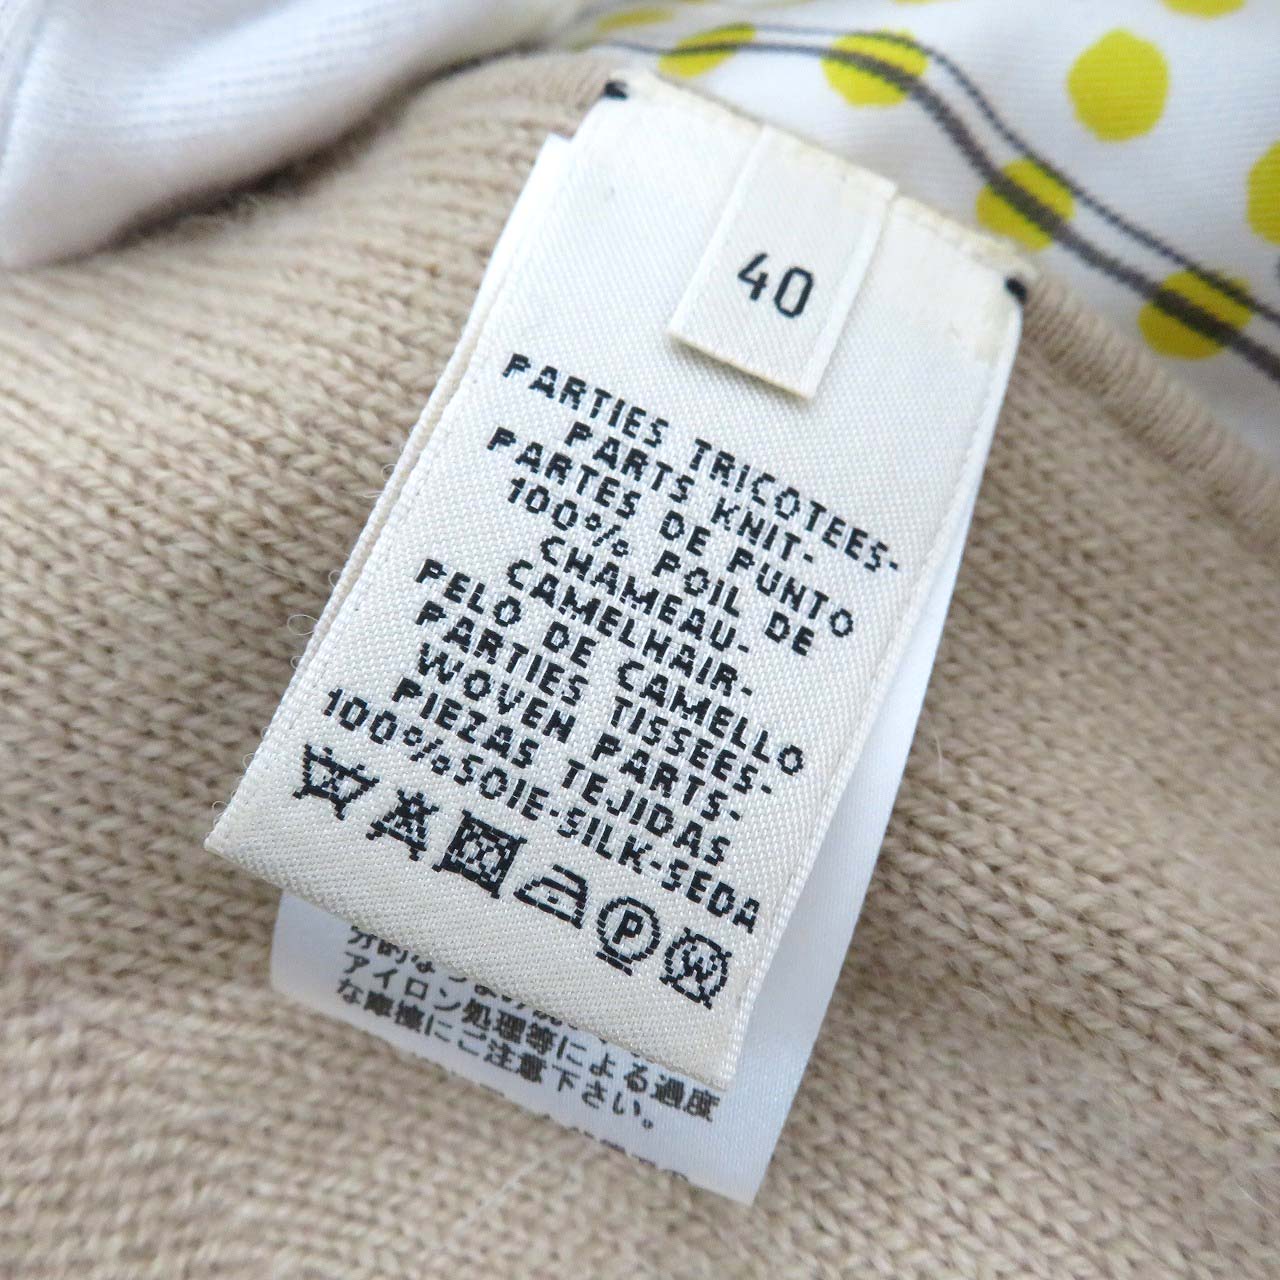 40
PARTIES TRICOTEES-
PARTS KNIT-
PARTES DE PUNTO
100% POIL DE
CHAMEAU-
CAMELHAIR-
PELO DE CAMELLO
PARTIES TISSEES-
WOVEN PARTS-
PIEZAS TEJIDAS
100%SOIE-SILK-SEDA
P
W
アイロン処理等による過度
な摩擦にご注意下さい。